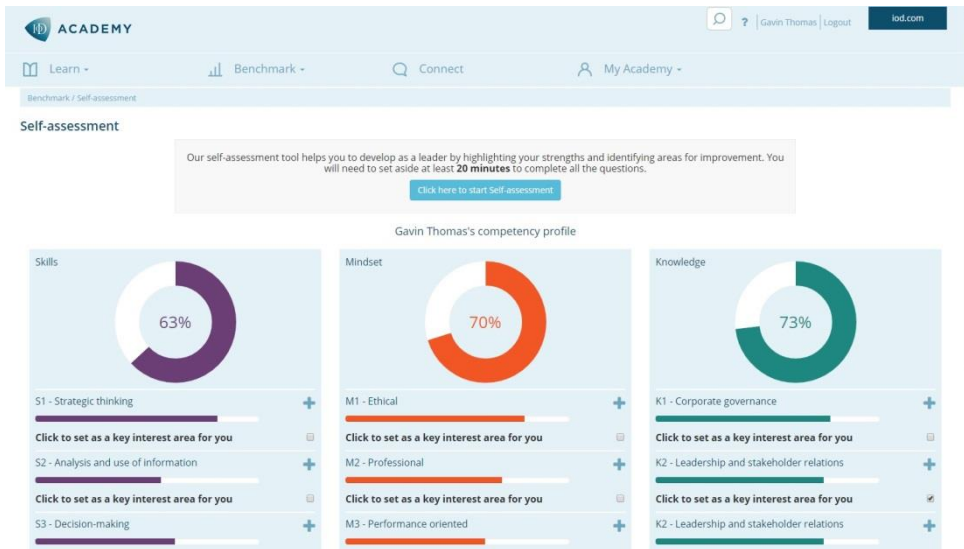 IoD ACADEMY
? Gavin Thomas Logout iod.com
Learn Benchmark Connect My Academy
Benchmark / Self-assessment
Self-assessment
Our self-assessment tool helps you to develop as a leader by highlighting your strengths and identifying areas for improvement. You
will need to set aside at least 20 minutes to complete all the questions.
Click here to start Self-assessment
Gavin Thomas's competency profile
Skills
63%
S1 - Strategic thinking
Click to set as a key interest area for you
S2 - Analysis and use of information
Click to set as a key interest area for you
S3 - Decision-making
Mindset
70%
M1 - Ethical
Click to set as a key interest area for you
M2 - Professional
Click to set as a key interest area for you
M3 - Performance oriented
Knowledge
73%
K1 - Corporate governance
Click to set as a key interest area for you
K2 - Leadership and stakeholder relations
Click to set as a key interest area for you
K2 - Leadership and stakeholder relations